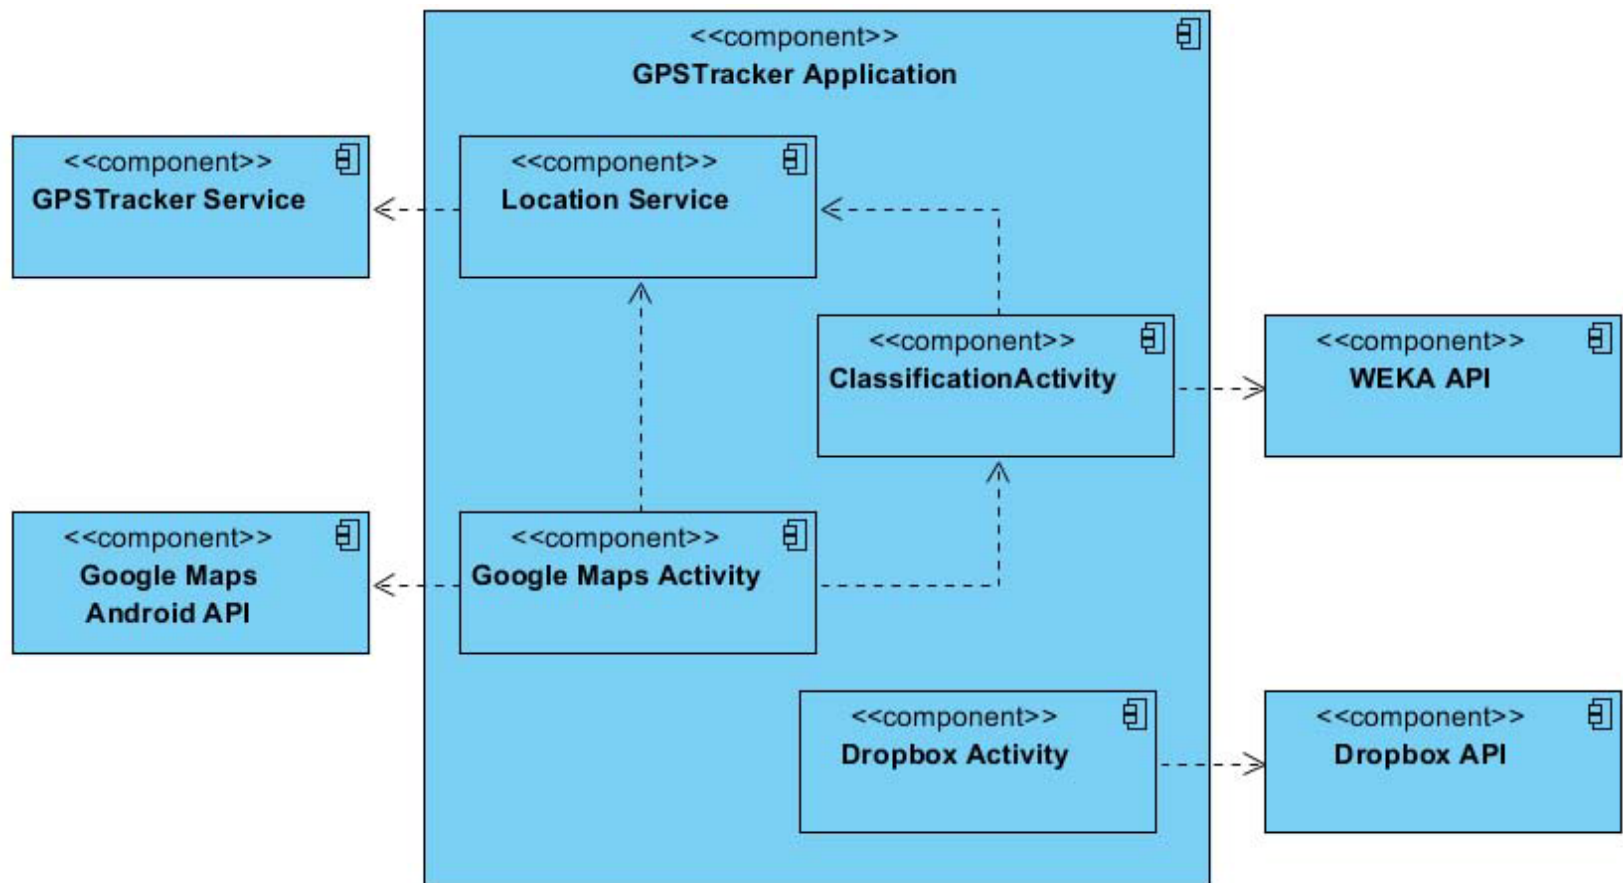 <<component>>
GPSTracker Application
<<component>>
GPSTracker Service
<<component>>
Location Service
<<component>>
ClassificationActivity
<<component>>
WEKA API
<<component>>
Google Maps
Android API
<<component>>
Google Maps Activity
<<component>>
Dropbox Activity
<<component>>
Dropbox API